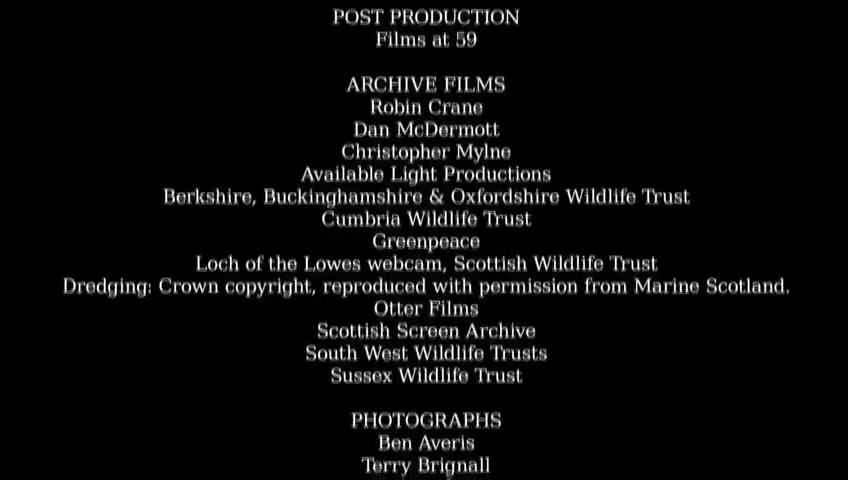 POST PRODUCTION
Films at 59
ARCHIVE FILMS
Robin Crane
Dan McDermott
Christopher Mylne
Available Light Productions
Berkshire, Buckinghamshire & Oxfordshire Wildlife Trust
Cumbria Wildlife Trust
Greenpeace
Loch of the Lowes webcam, Scottish Wildlife Trust
Dredging: Crown copyright, reproduced with permission from Marine Scotland.
Otter Films
Scottish Screen Archive
South West Wildlife Trusts
Sussex Wildlife Trust
PHOTOGRAPHS
Ben Averis
Terry Brignall